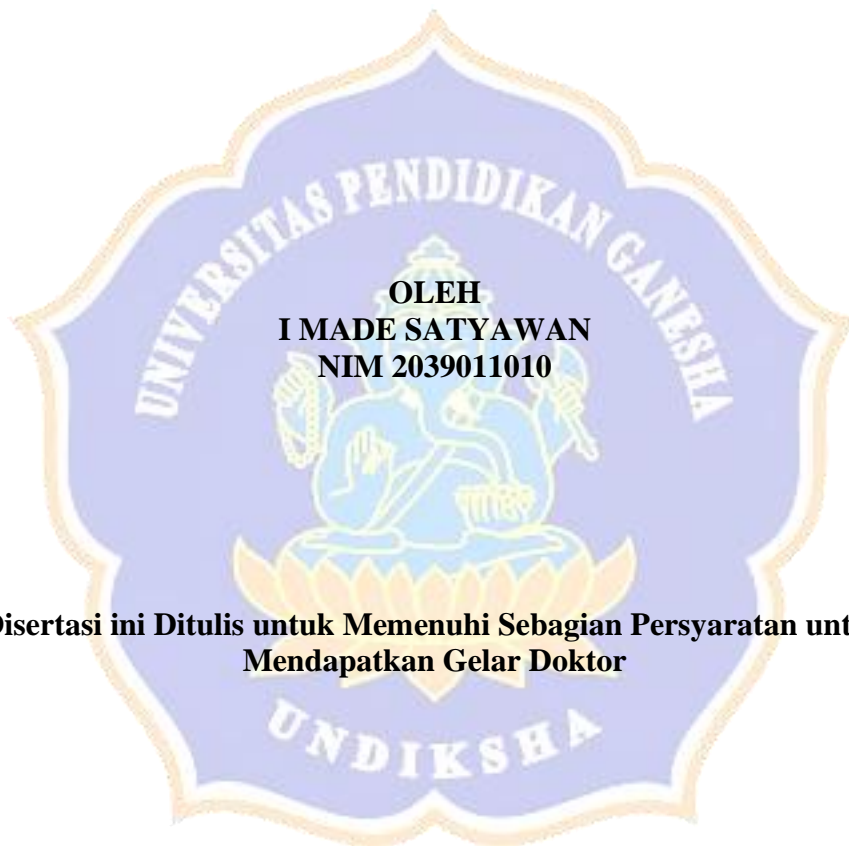 UNIVERSITAS PENDIDIKAN GANESHA
OLEH
I MADE SATYAWAN
NIM 2039011010
Disertasi ini Ditulis untuk Memenuhi Sebagian Persyaratan unt
Mendapatkan Gelar Doktor
UNDIKSHA